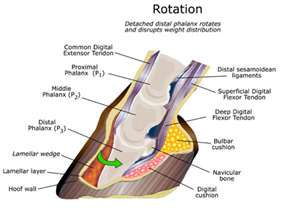 Rotation
Detached distal phalanx rotates
and disrupts weight distribution
Common Digital
Extensor Tendon
Proximal
Phalanx (P1)
Middle
Phalanx (P2)
Distal
Phalanx (P3)
Lamellar wedge
Lamellar layer
Hoof wall
Distal sesamoidean
ligaments
Superficial Digital
Flexor Tendon
Deep Digital
Flexor Tendon
Bulbar
cushion
Navicular
bone
Digital
cushion